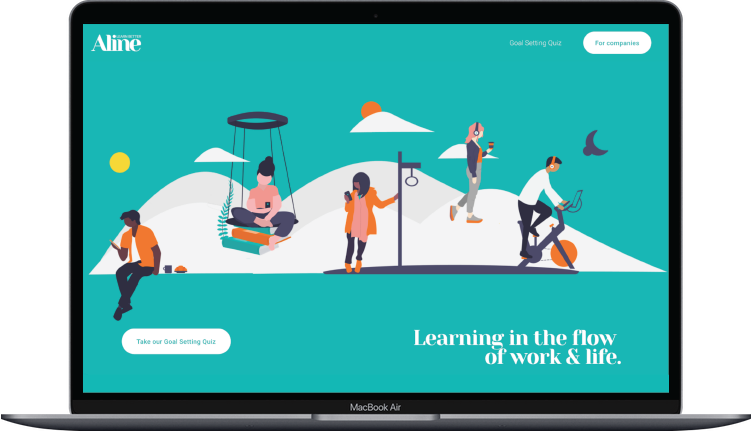 Aline
Goal Setting Quiz
For companies
Take our Goal Setting Quiz
Learning in the flow
of work & life.
MacBook Air